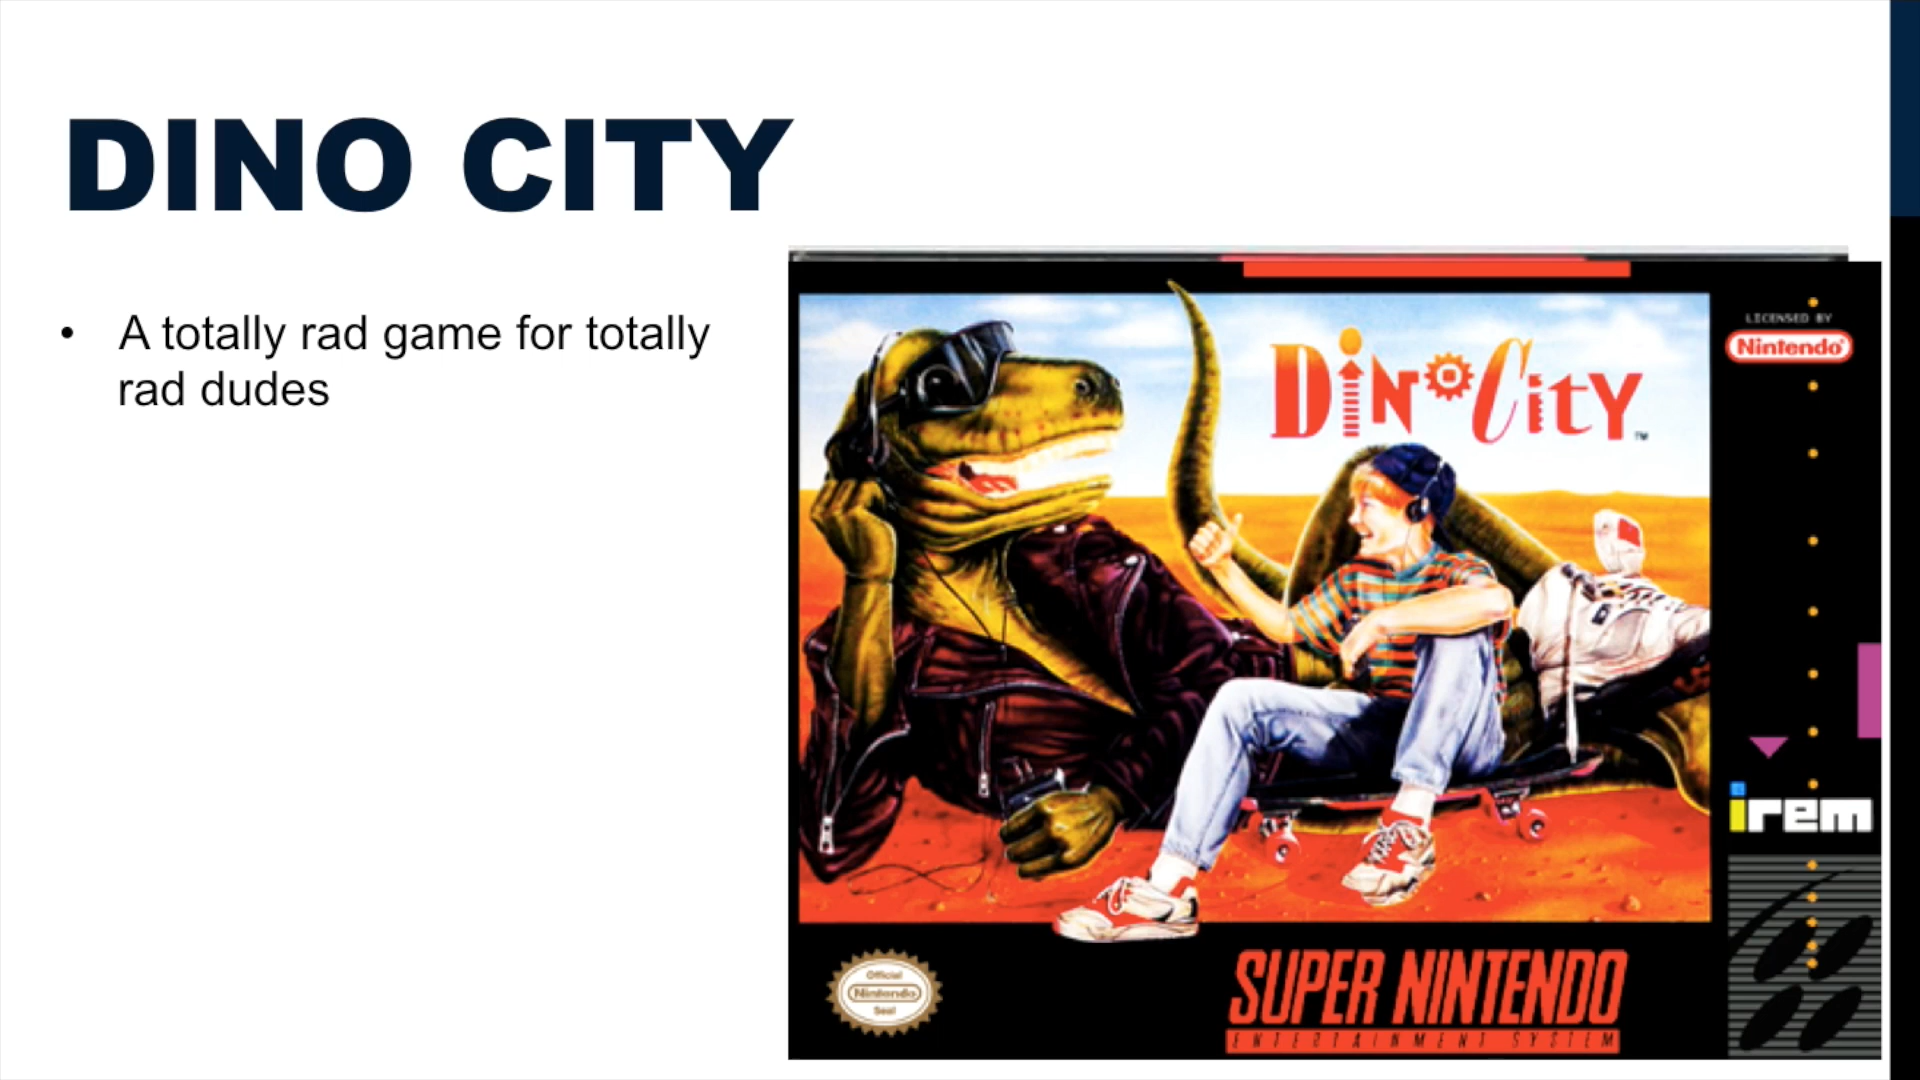 DINO CITY
• A totally rad game for totally
rad dudes
DinoCity™
LICENSED BY
Nintendo®
irem
Official
Nintendo
Seal
SUPER NINTENDO
ENTERTAINMENT SYSTEM